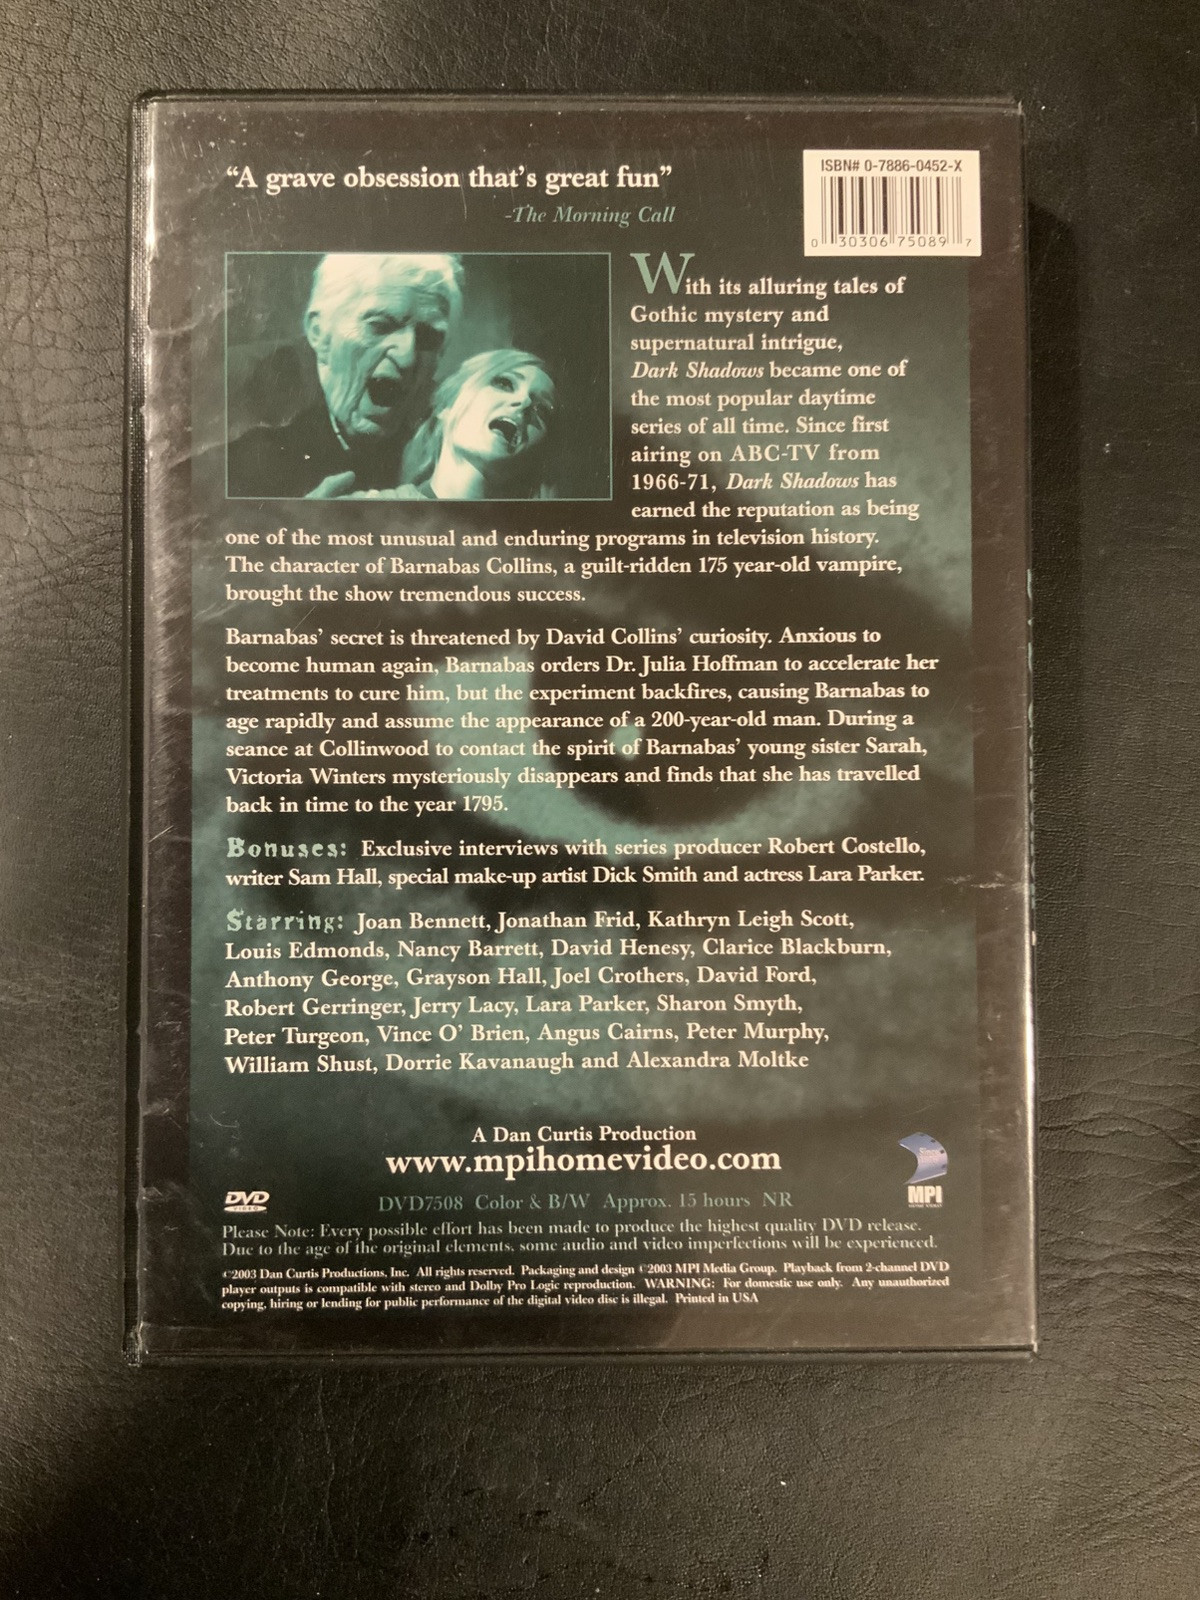 "A grave obsession that's great fun"
-The Morning Call
ISBN# 0-7886-0452-X
0 30306 75089 7
With its alluring tales of
Gothic mystery and
supernatural intrigue,
Dark Shadows became one of
the most popular daytime
series of all time. Since first
airing on ABC-TV from
1966-71, Dark Shadows has
earned the reputation as being
one of the most unusual and enduring programs in television history.
The character of Barnabas Collins, a guilt-ridden 175 year-old vampire,
brought the show tremendous success.
Barnabas' secret is threatened by David Collins' curiosity. Anxious to
become human again, Barnabas orders Dr. Julia Hoffman to accelerate her
treatments to cure him, but the experiment backfires, causing Barnabas to
age rapidly and assume the appearance of a 200-year-old man. During a
seance at Collinwood to contact the spirit of Barnabas' young sister Sarah,
Victoria Winters mysteriously disappears and finds that she has travelled
back in time to the year 1795.
Bonuses: Exclusive interviews with series producer Robert Costello,
writer Sam Hall, special make-up artist Dick Smith and actress Lara Parker.
Starring: Joan Bennett, Jonathan Frid, Kathryn Leigh Scott,
Louis Edmonds, Nancy Barrett, David Henesy, Clarice Blackburn,
Anthony George, Grayson Hall, Joel Crothers, David Ford,
Robert Gerringer, Jerry Lacy, Lara Parker, Sharon Smyth,
Peter Turgeon, Vince O' Brien, Angus Cairns, Peter Murphy,
William Shust, Dorrie Kavanaugh and Alexandra Moltke
A Dan Curtis Production
www.mpihomevideo.com
MPI
HOME VIDEO
DVD
VIDEO
DVD7508 Color & B/W Approx. 15 hours NR
Please Note: Every possible effort has been made to produce the highest quality DVD release.
Due to the age of the original elements, some audio and video imperfections will be experienced.
©2003 Dan Curtis Productions, Inc. All rights reserved. Packaging and design ©2003 MPI Media Group. Playback from 2-channel DVD
player outputs is compatible with stereo and Dolby Pro Logic reproduction. WARNING: For domestic use only. Any unauthorized
copying, hiring or lending for public performance of the digital video disc is illegal. Printed in USA